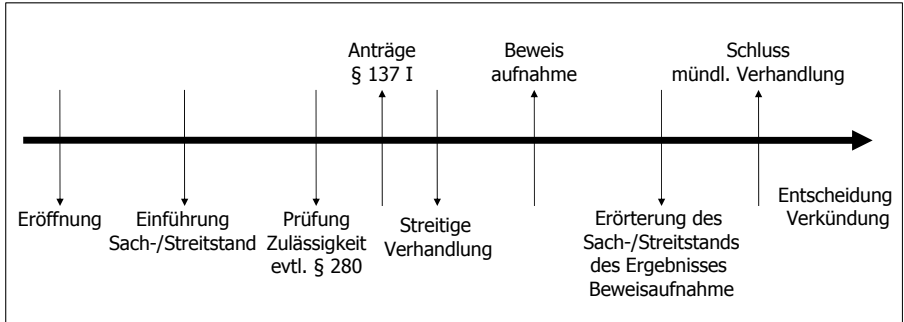 Anträge
§ 137 I
Beweis
aufnahme
Schluss
mündl. Verhandlung
Eröffnung
Einführung
Sach-/Streitstand
Prüfung
Zulässigkeit
evtl. § 280
Streitige
Verhandlung
Erörterung des
Sach-/Streitstands
des Ergebnisses
Beweisaufnahme
Entscheidung
Verkündung